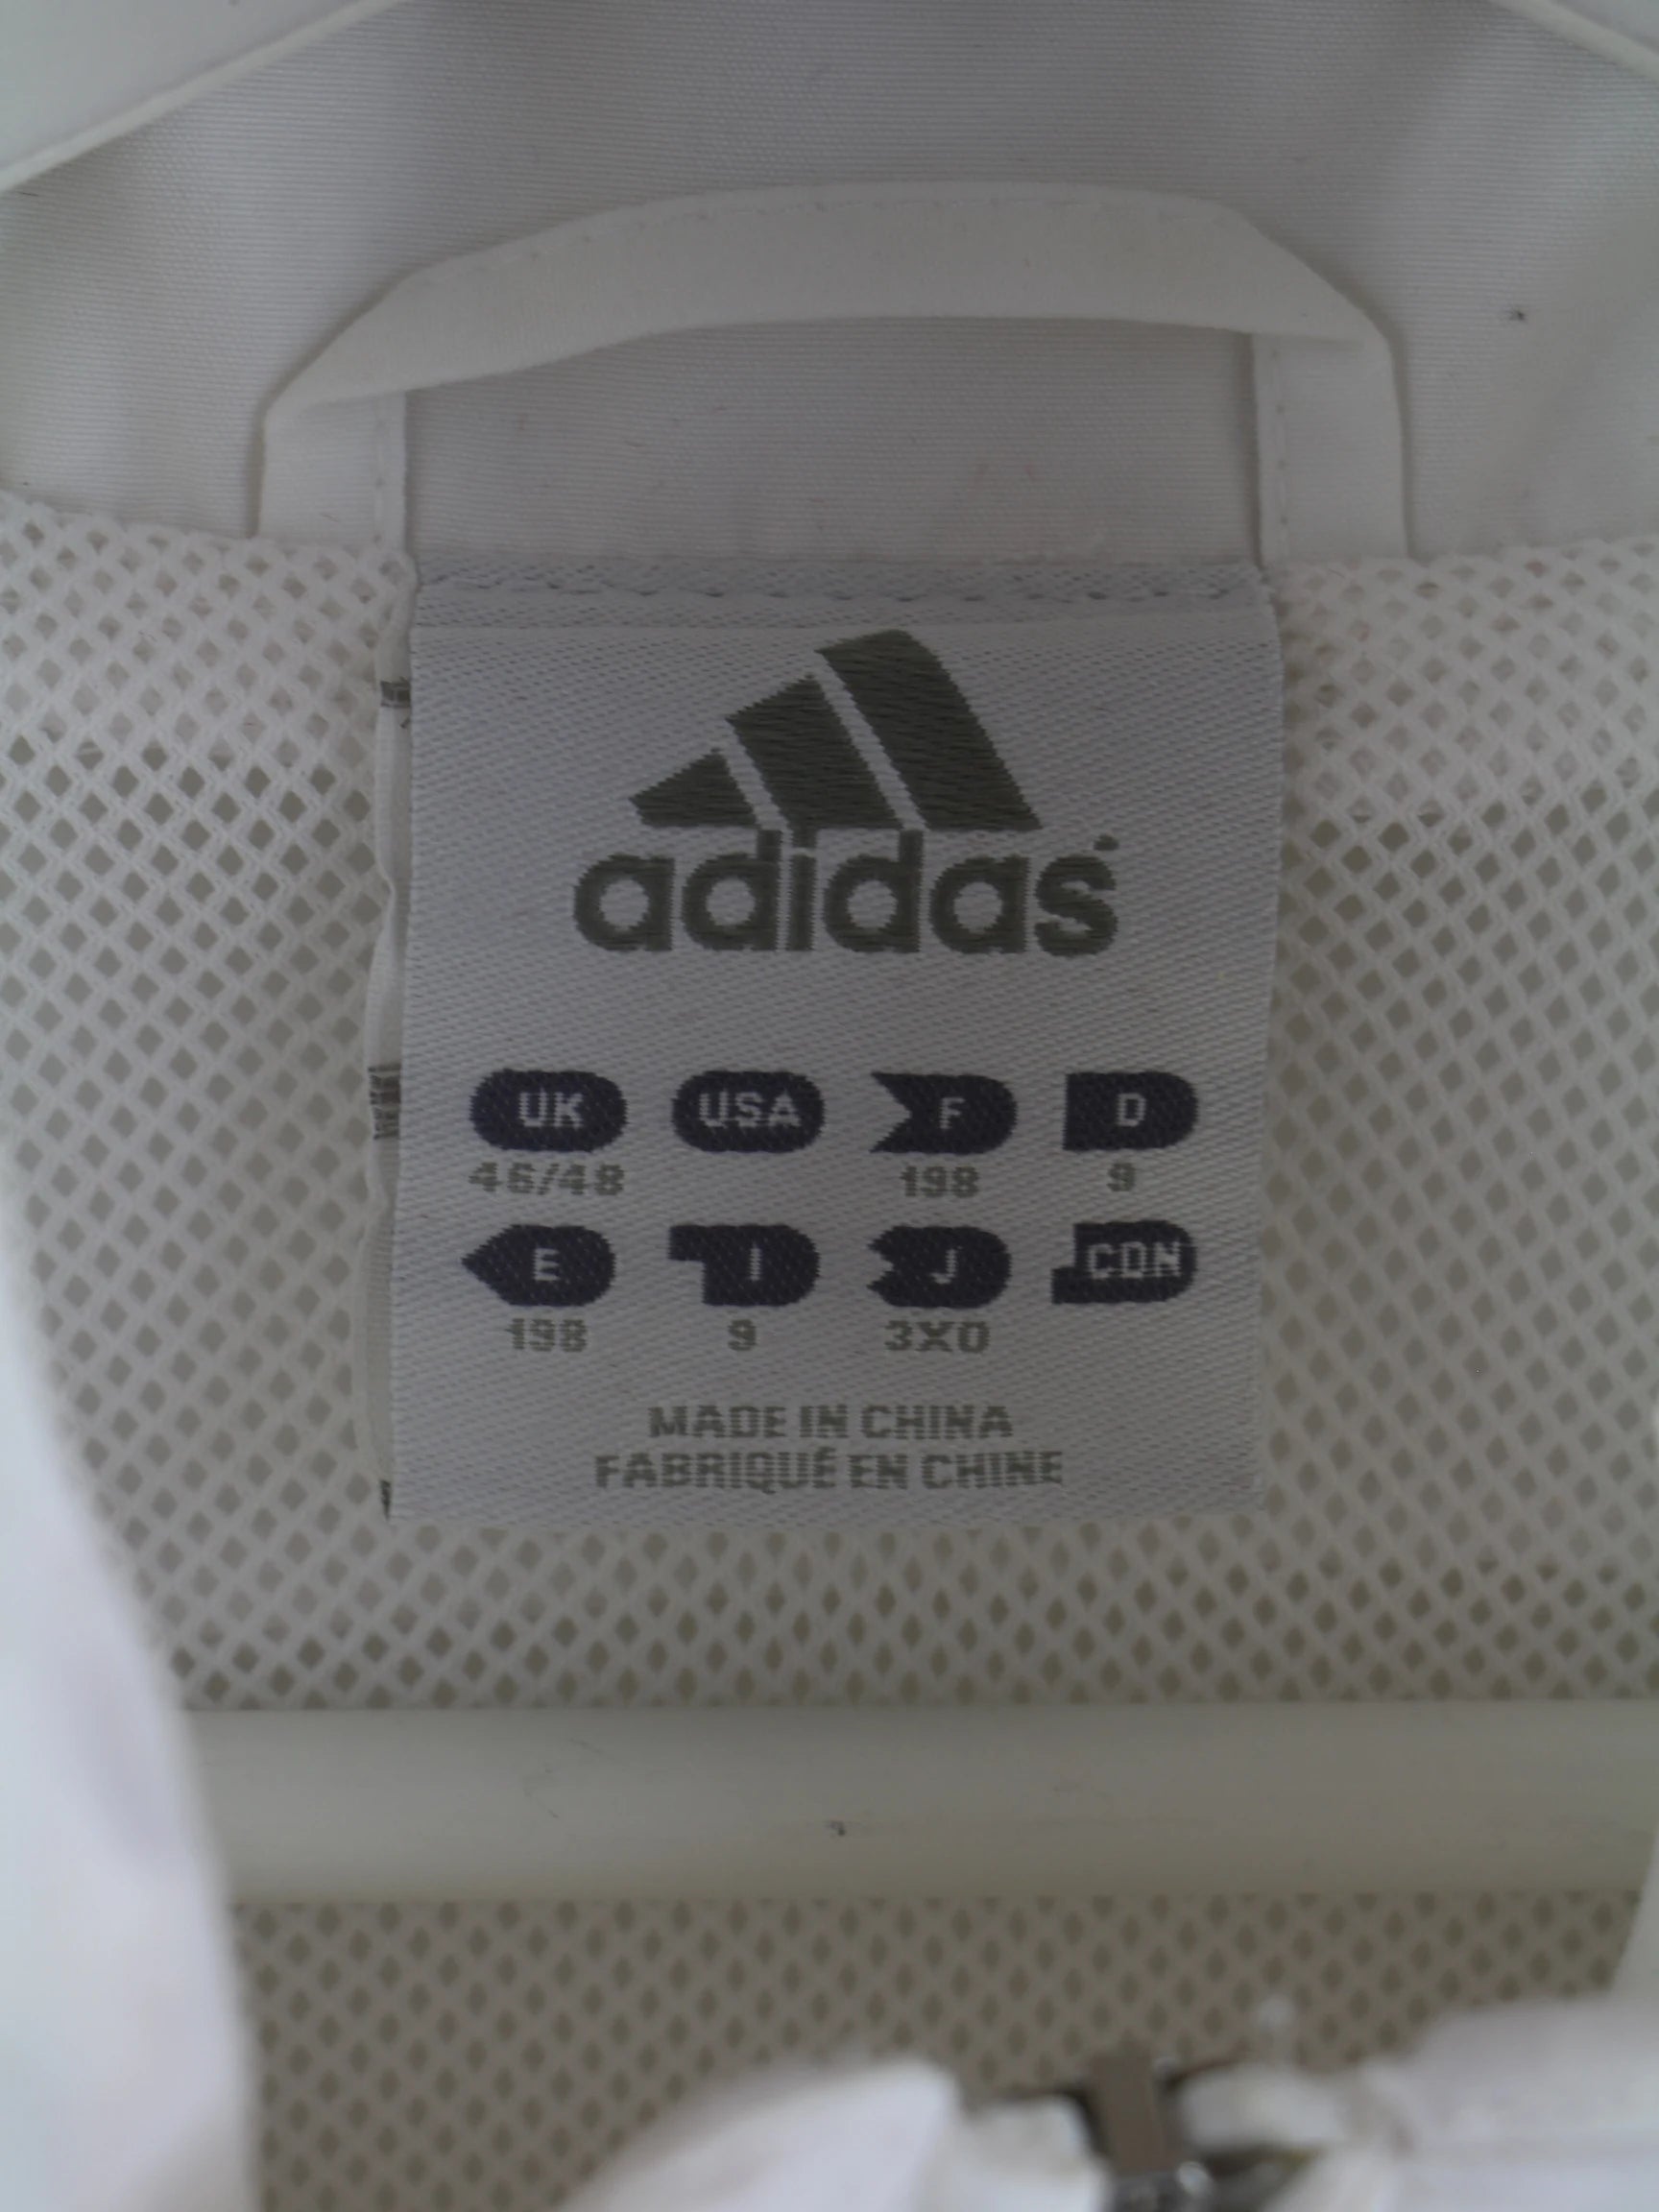 adidas
UK USA F D
46/48 198 9
E I J CDN
198 9 3XO
MADE IN CHINA
FABRIQUÉ EN CHINE